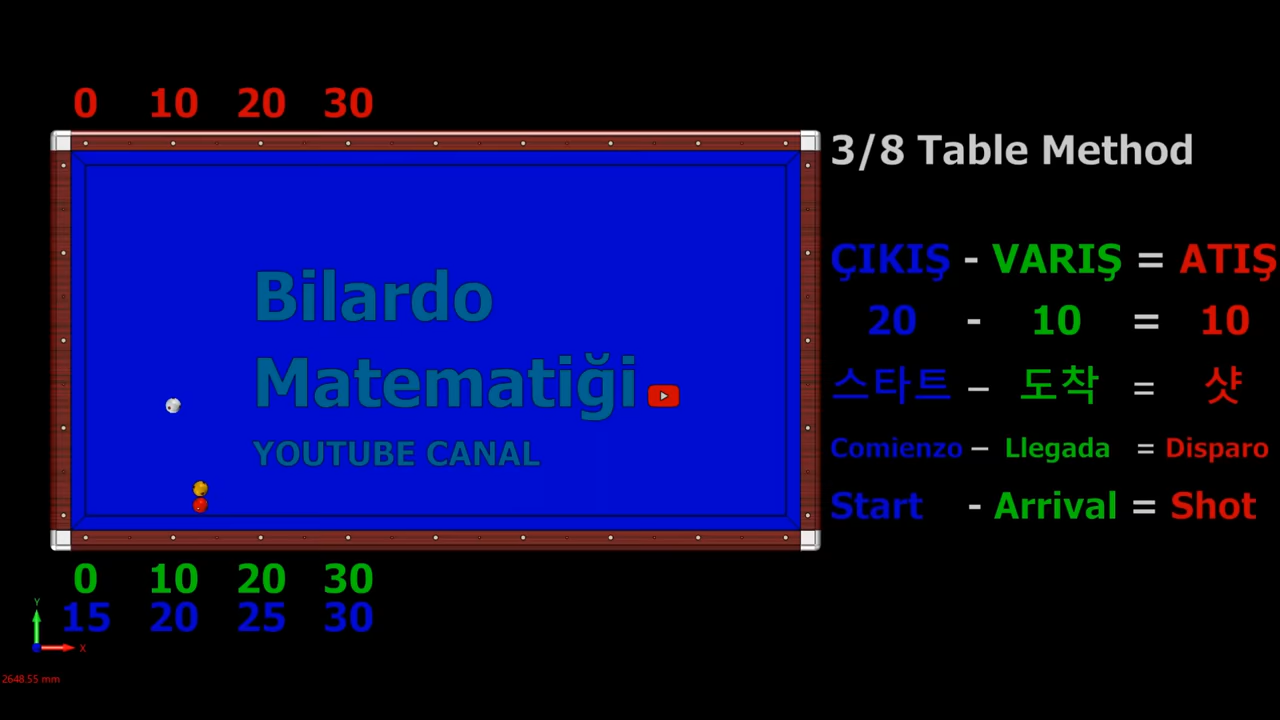 0 10 20 30
3/8 Table Method
ÇIKIŞ - VARIŞ = ATIŞ
20 - 10 = 10
스타트 – 도착 = 샷
Comienzo – Llegada = Disparo
Start - Arrival = Shot
Bilardo
Matematiği
YOUTUBE CANAL
0 10 20 30
15 20 25 30
Y
X
2648.55 mm